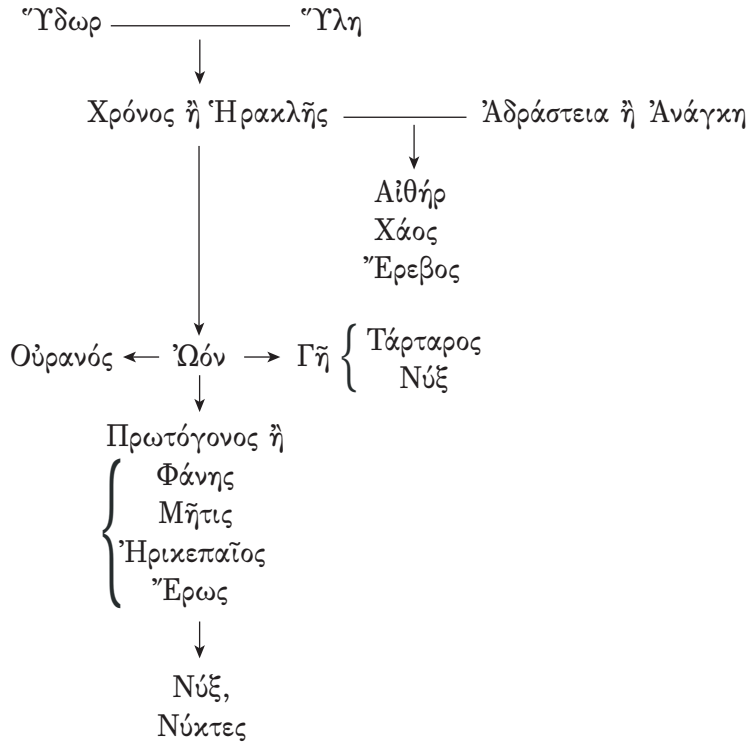 Ὕδωρ Ὕλη
Χρόνος ἢ Ἡρακλῆς Ἀδράστεια ἢ Ἀνάγκη
Αἰθήρ
Χάος
Ἔρεβος
Οὐρανός Ὠόν Γῆ { Τάρταρος
Νύξ
Πρωτόγονος ἢ
Φάνης
Μῆτις
Ἠρικεπαῖος
Ἔρως
Νύξ,
Νύκτες